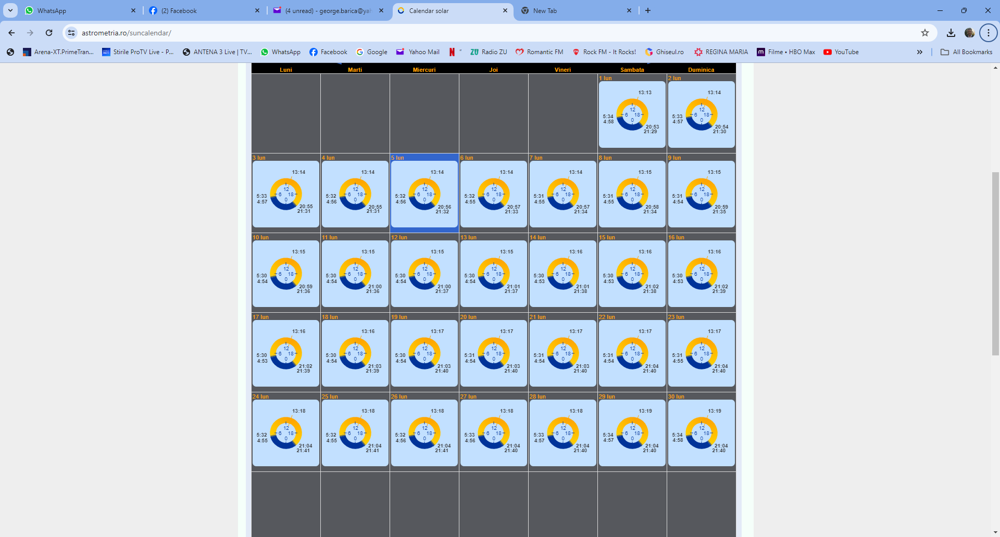 WhatsApp
(2) Facebook
(4 unread) - george.barica@yah
Calendar solar
New Tab
astrometria.ro/suncalendar/
Arena-XT.PrimeTran...
Stirile ProTV Live - P...
ANTENA 3 Live | TV...
WhatsApp
Facebook
Google
Yahoo Mail
"
Radio ZU
Romantic FM
Rock FM - It Rocks!
Ghiseul.ro
REGINA MARIA
Filme • HBO Max
YouTube
All Bookmarks
Luni Marti Miercuri Joi Vineri Sambata Duminica
1 Iun 2 Iun
13:13 13:14
12 12
5:34 6 18 5:33 6 18
4:58 0 4:57 0
20:53 20:54
21:29 21:30
3 Iun 4 Iun 5 Iun 6 Iun 7 Iun 8 Iun 9 Iun
13:14 13:14 13:14 13:14 13:14 13:15 13:15
12 12 12 12 12 12 12
5:33 6 18 5:32 6 18 5:32 6 18 5:32 6 18 5:31 6 18 5:31 6 18 5:31 6 18
4:57 0 4:56 0 4:56 0 4:55 0 4:55 0 4:55 0 4:54 0
20:55 20:55 20:56 20:57 20:57 20:58 20:59
21:31 21:31 21:32 21:33 21:34 21:34 21:35
10 Iun 11 Iun 12 Iun 13 Iun 14 Iun 15 Iun 16 Iun
13:15 13:15 13:15 13:15 13:16 13:16 13:16
12 12 12 12 12 12 12
5:30 6 18 5:30 6 18 5:30 6 18 5:30 6 18 5:30 6 18 5:30 6 18 5:30 6 18
4:54 0 4:54 0 4:54 0 4:54 0 4:53 0 4:53 0 4:53 0
20:59 21:00 21:00 21:01 21:01 21:02 21:02
21:36 21:36 21:37 21:37 21:38 21:38 21:39
17 Iun 18 Iun 19 Iun 20 Iun 21 Iun 22 Iun 23 Iun
13:16 13:16 13:17 13:17 13:17 13:17 13:17
12 12 12 12 12 12 12
5:30 6 18 5:30 6 18 5:30 6 18 5:31 6 18 5:31 6 18 5:31 6 18 5:31 6 18
4:53 0 4:54 0 4:54 0 4:54 0 4:54 0 4:54 0 4:55 0
21:02 21:03 21:03 21:03 21:03 21:04 21:04
21:39 21:39 21:40 21:40 21:40 21:40 21:40
24 Iun 25 Iun 26 Iun 27 Iun 28 Iun 29 Iun 30 Iun
13:18 13:18 13:18 13:18 13:18 13:19 13:19
12 12 12 12 12 12 12
5:32 6 18 5:32 6 18 5:32 6 18 5:33 6 18 5:33 6 18 5:34 6 18 5:34 6 18
4:55 0 4:55 0 4:56 0 4:56 0 4:57 0 4:57 0 4:58 0
21:04 21:04 21:04 21:04 21:04 21:04 21:04
21:41 21:41 21:41 21:40 21:40 21:40 21:40